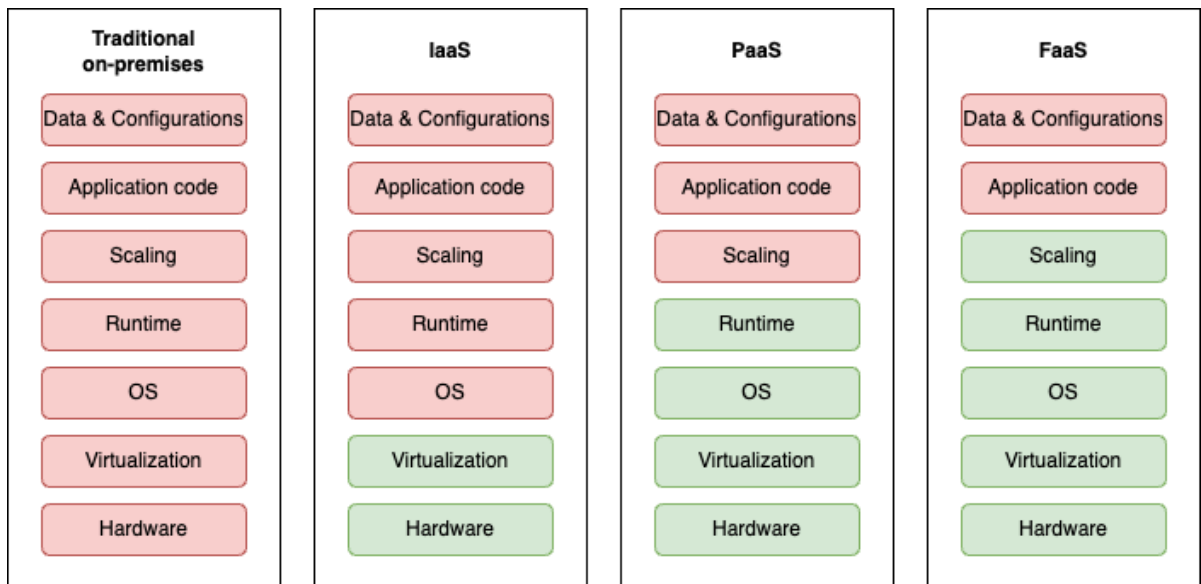 Traditional
on-premises
Data & Configurations
Application code
Scaling
Runtime
OS
Virtualization
Hardware
IaaS
Data & Configurations
Application code
Scaling
Runtime
OS
Virtualization
Hardware
PaaS
Data & Configurations
Application code
Scaling
Runtime
OS
Virtualization
Hardware
FaaS
Data & Configurations
Application code
Scaling
Runtime
OS
Virtualization
Hardware